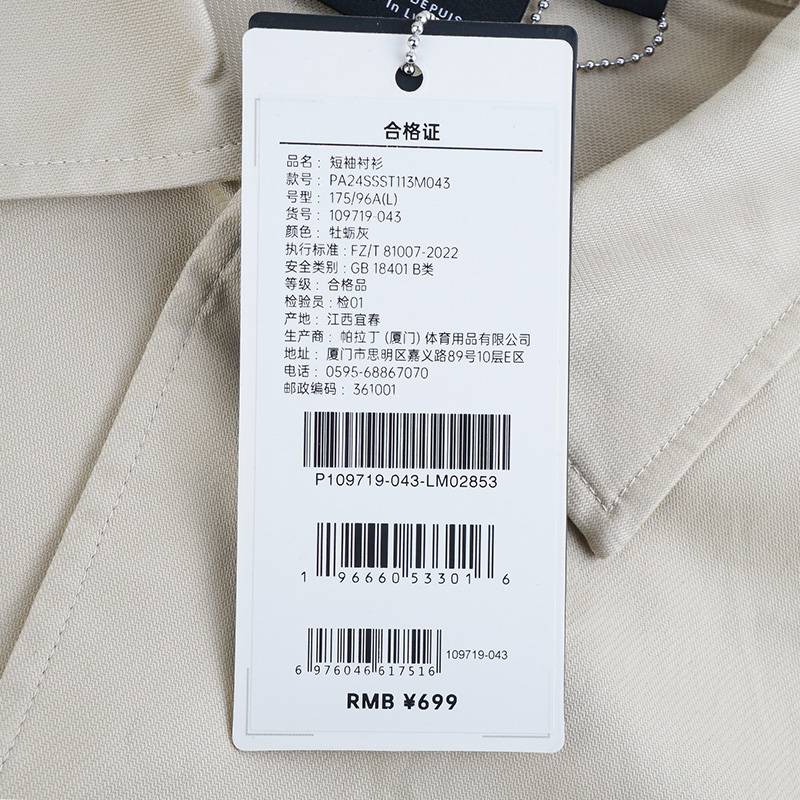 DEPUIS
合格证
品名： 短袖衬衫
款号： PA24SSST113M043
号型： 175/96A(L)
货号： 109719-043
颜色： 牡蛎灰
执行标准：FZ/T 81007-2022
安全类别：GB 18401 B类
等级： 合格品
检验员：检01
产地： 江西宜春
生产商： 帕拉丁 (厦门) 体育用品有限公司
地址： 厦门市思明区嘉义路89号10层E区
电话： 0595-68867070
邮政编码： 361001
P109719-043-LM02853
1 96660 53301 6
109719-043
6 976046 617516
RMB ¥699